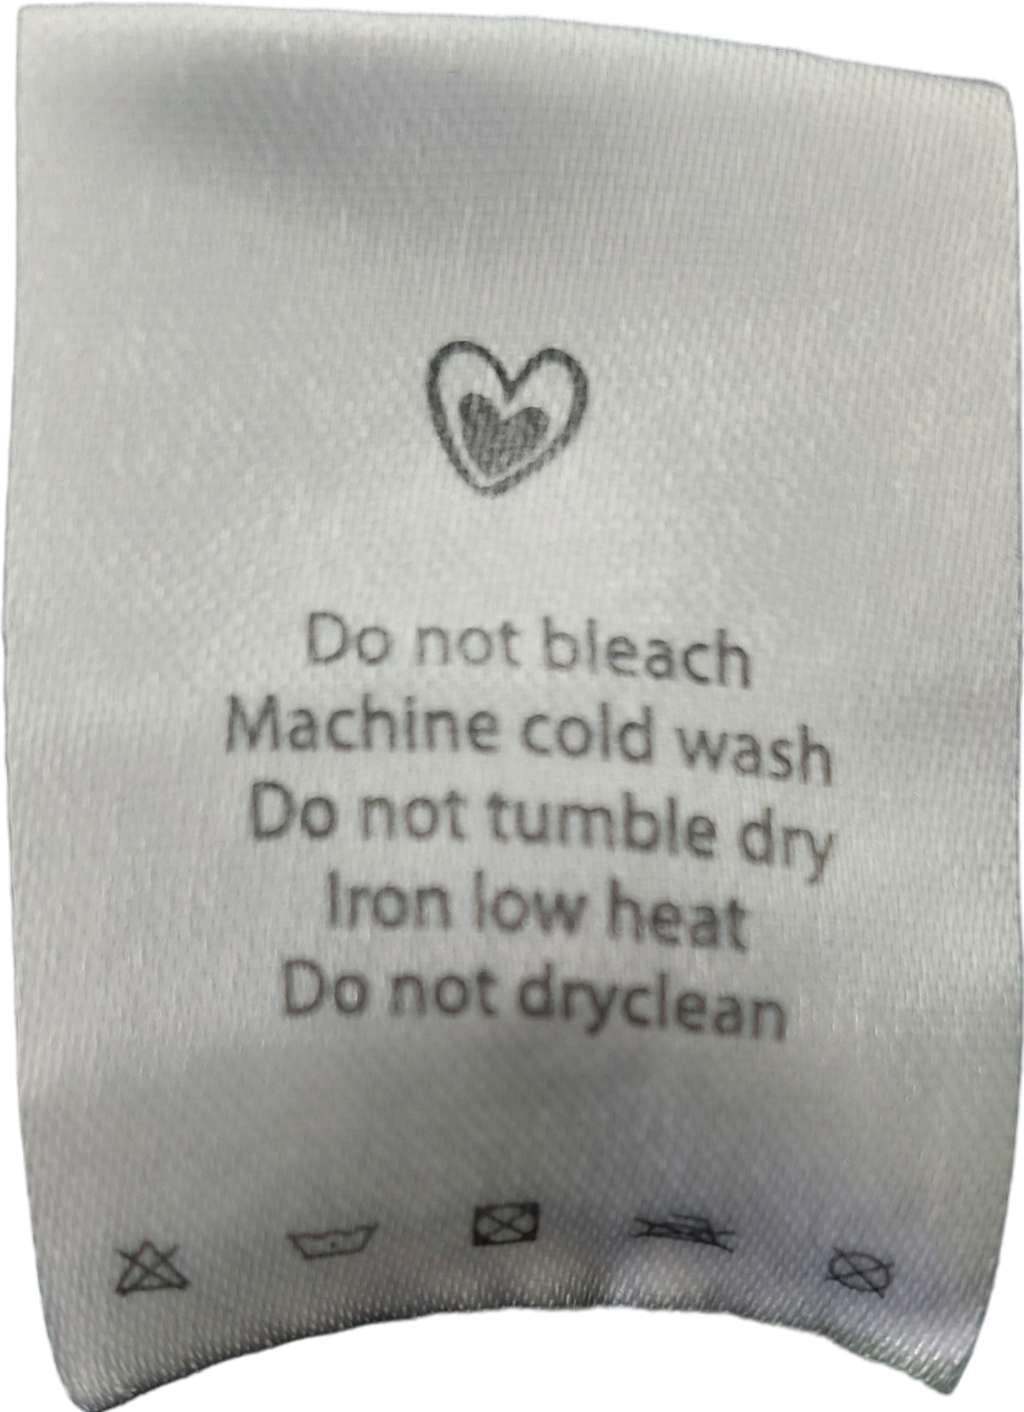 Do not bleach
Machine cold wash
Do not tumble dry
Iron low heat
Do not dryclean